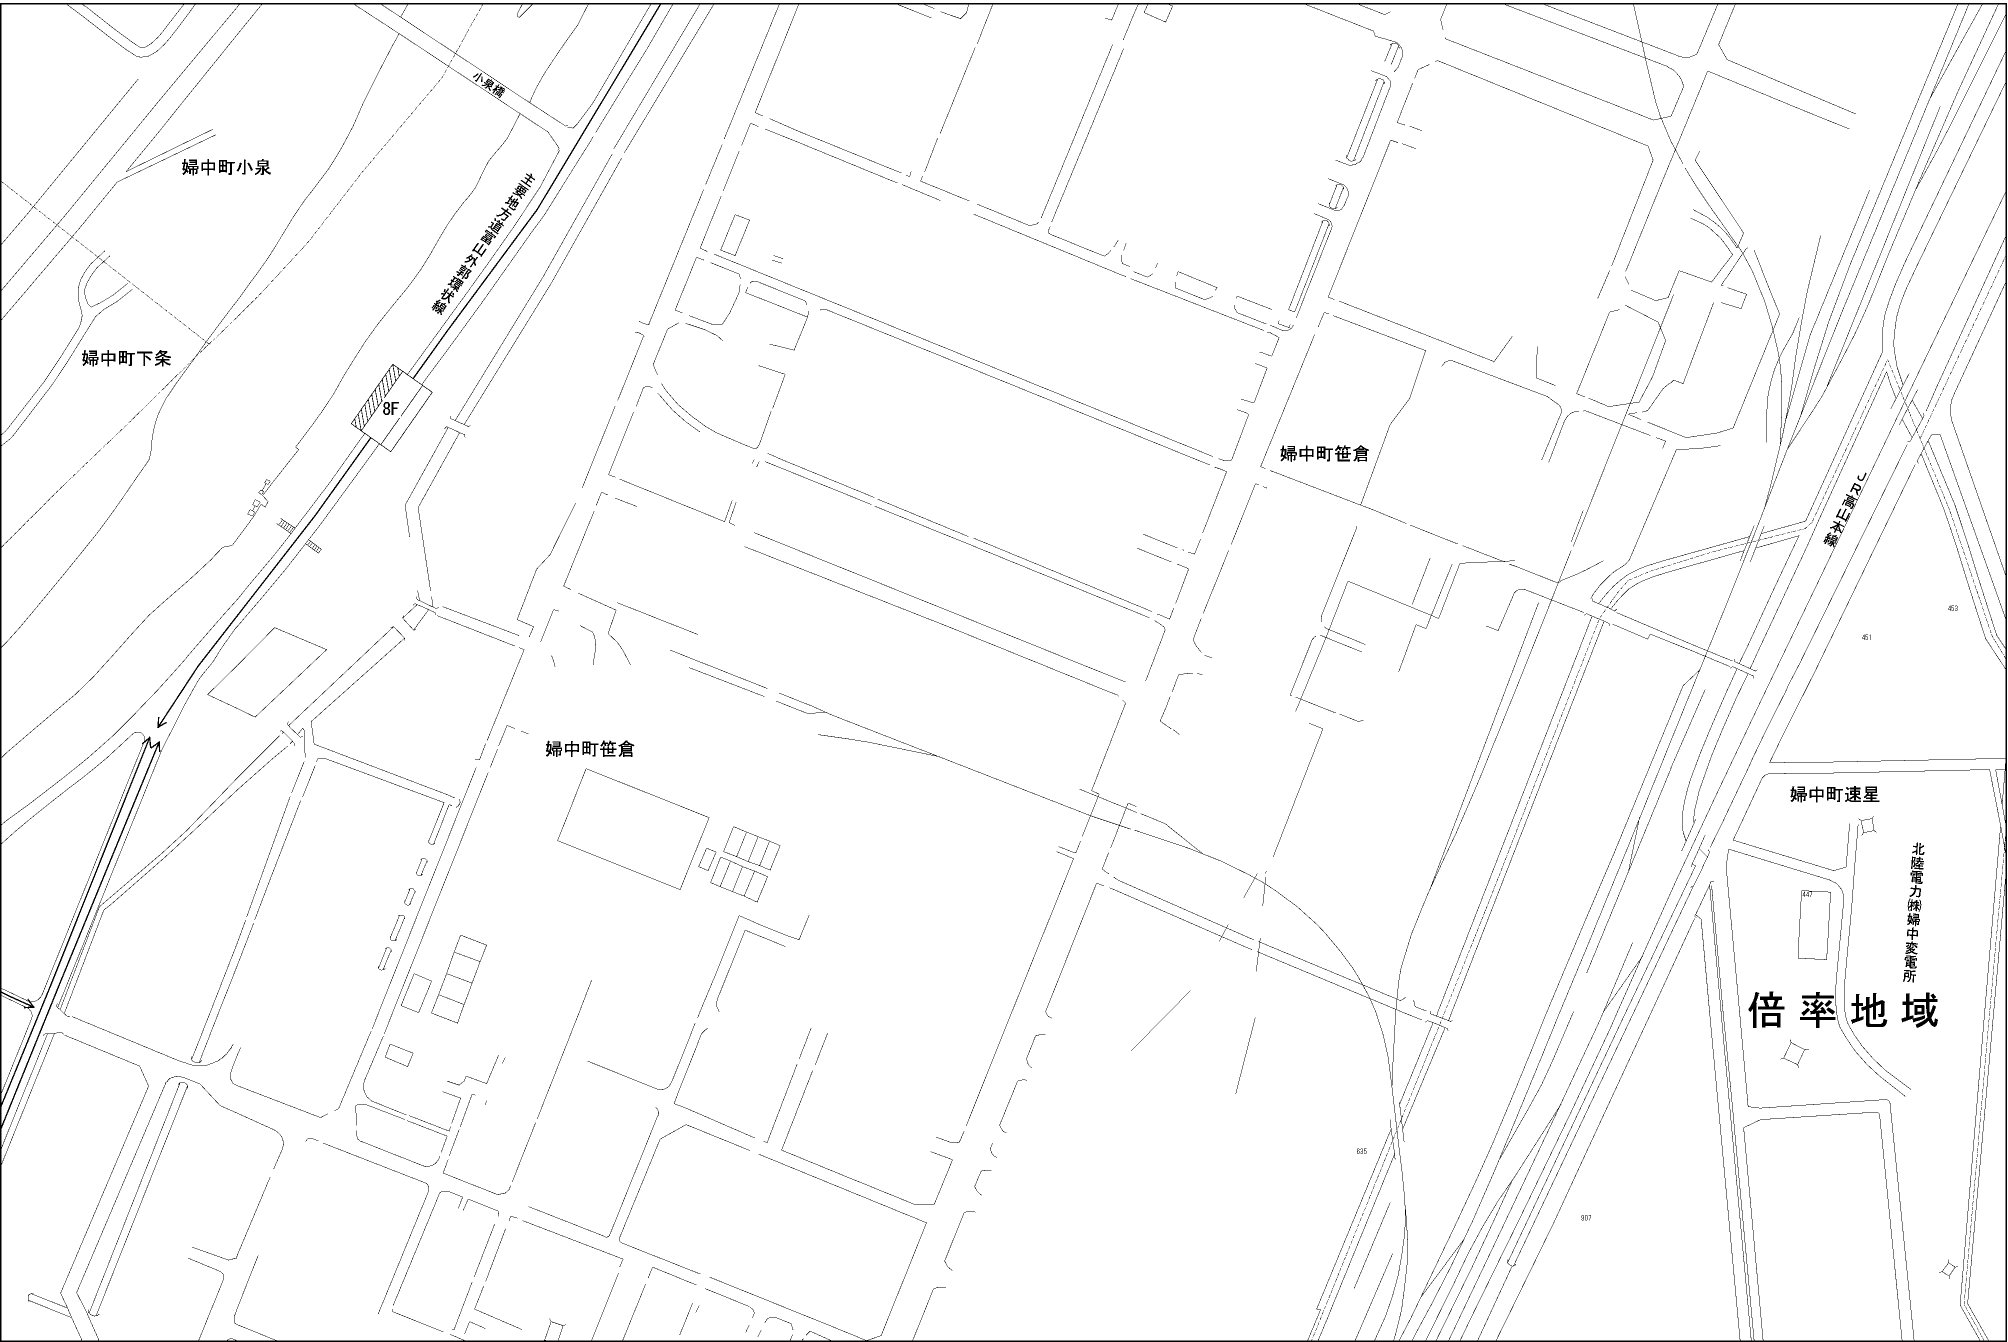 小泉橋
婦中町小泉
主要地方道富山外郭環状線
婦中町下条
8F
婦中町笹倉
JR高山本線
453
451
婦中町笹倉
婦中町速星
北陸電力㈱婦中変電所
447
倍率地域
635
907